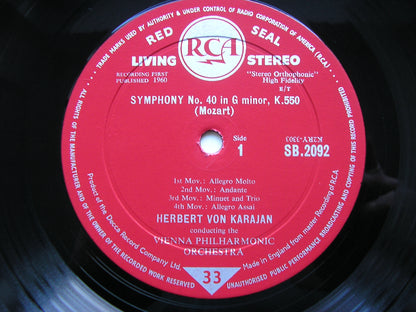 TRADE MARKS USED BY AUTHORITY & UNDER CONTROL OF RADIO CORPORATION OF AMERICA (RCA)
RED SEAL
RCA
LIVING STEREO
RECORDING FIRST
PUBLISHED 1960
"Stereo Orthophonic"
High Fidelity
E/T
SYMPHONY No. 40 in G minor, K.550
(Mozart)
Side
1
KZRY-3303
SB.2092
1st Mov.: Allegro Molto
2nd Mov.: Andante
3rd Mov.: Minuet and Trio
4th Mov.: Allegro Assai
HERBERT VON KARAJAN
conducting the
VIENNA PHILHARMONIC
ORCHESTRA
33
ALL RIGHTS OF THE MANUFACTURER AND OF THE OWNER OF THE RECORDED WORK RESERVED
UNAUTHORISED PUBLIC PERFORMANCE BROADCASTING AND COPYING OF THIS RECORD PROHIBITED
Product of the Decca Record Company Ltd.
Made in England from master Recording of RCA